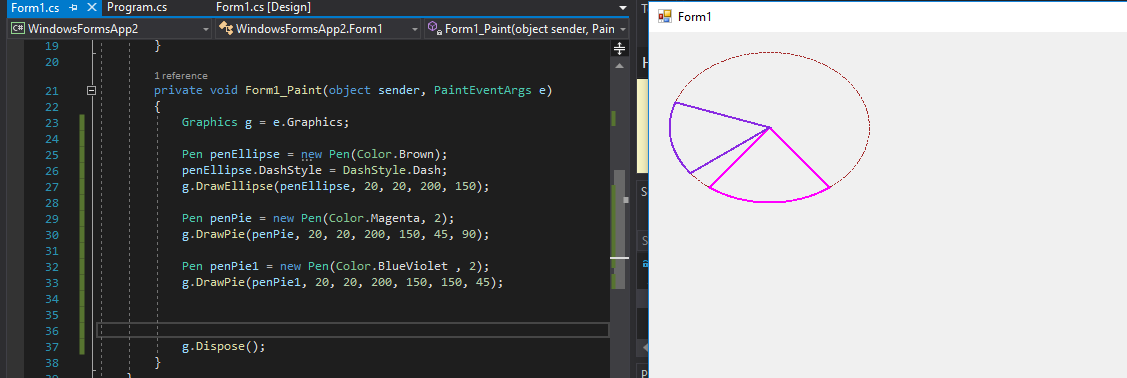 Form1.cs Program.cs Form1.cs [Design]
C# WindowsFormsApp2 WindowsFormsApp2.Form1 Form1_Paint(object sender, Pain
19 }
20
1 reference
21 private void Form1_Paint(object sender, PaintEventArgs e)
22 {
23 Graphics g = e.Graphics;
24
25 Pen penEllipse = new Pen(Color.Brown);
26 penEllipse.DashStyle = DashStyle.Dash;
27 g.DrawEllipse(penEllipse, 20, 20, 200, 150);
28
29 Pen penPie = new Pen(Color.Magenta, 2);
30 g.DrawPie(penPie, 20, 20, 200, 150, 45, 90);
31
32 Pen penPie1 = new Pen(Color.BlueViolet , 2);
33 g.DrawPie(penPie1, 20, 20, 200, 150, 150, 45);
34
35
36
37 g.Dispose();
38 }
39 }
Form1